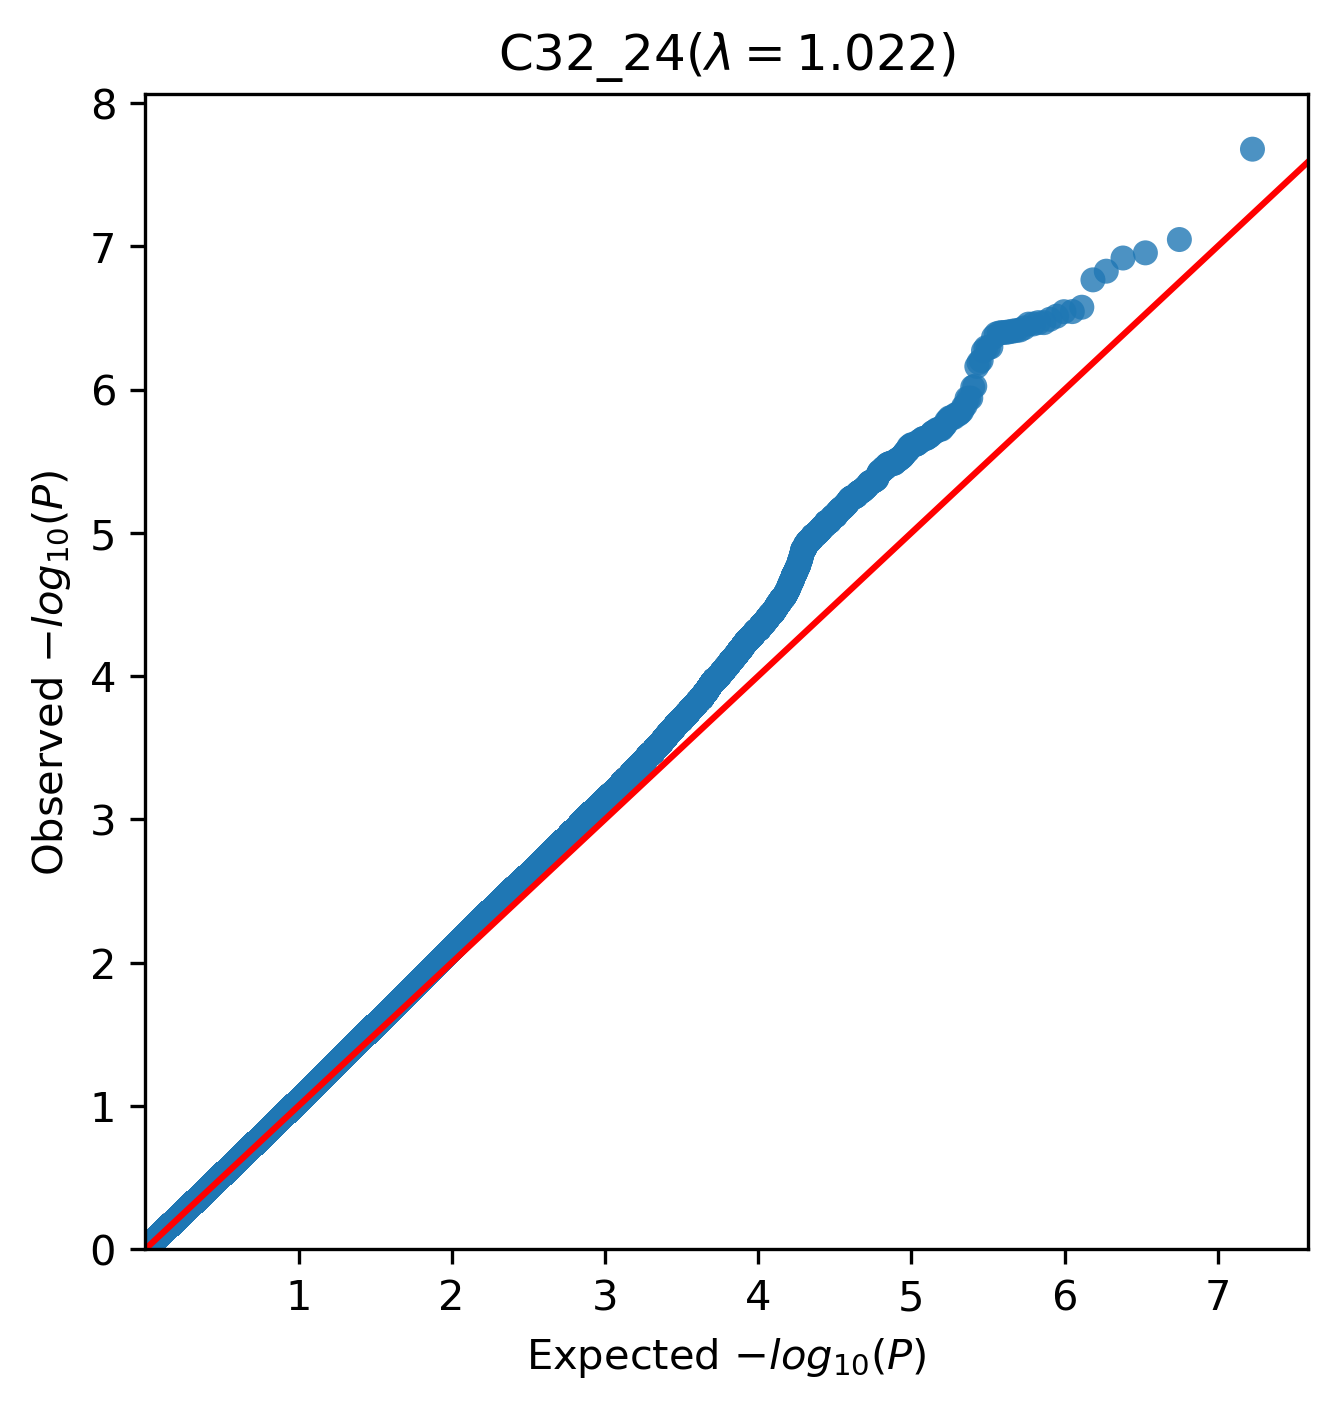 C32_24(λ = 1.022)
8
7
6
5
4
3
2
1
0
Observed −log10(P)
1 2 3 4 5 6 7
Expected −log10(P)